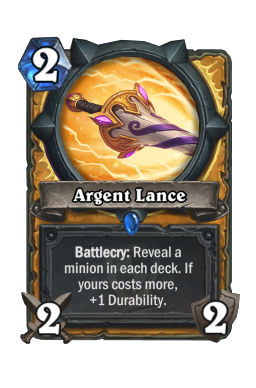 2
Argent Lance
Battlecry: Reveal a
minion in each deck. If
yours costs more,
+1 Durability.
2 2